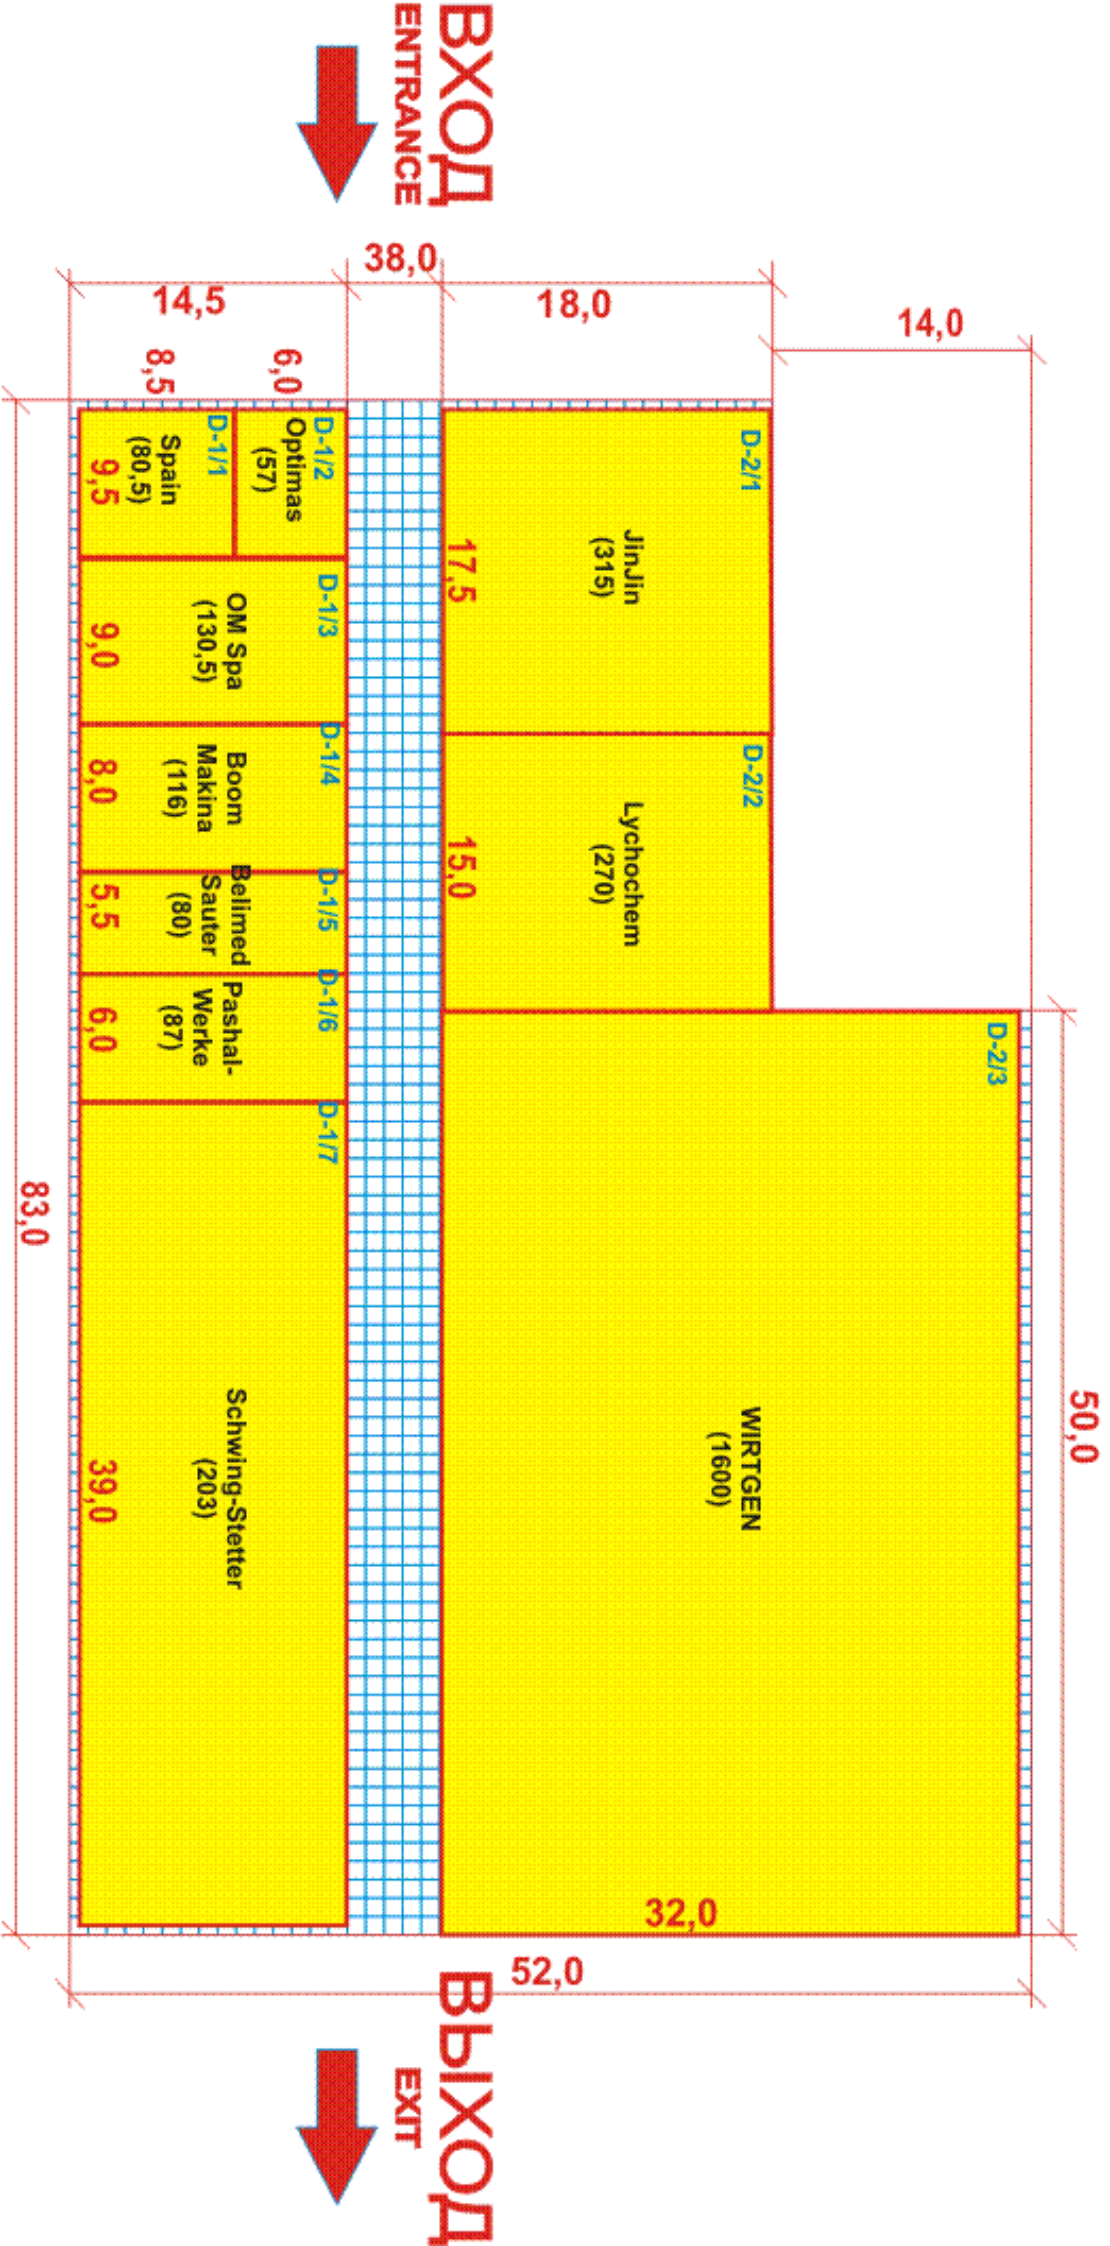 ВХОД
ENTRANCE
38,0
14,5
18,0
14,0
8,5
6,0
D-1/1
Spain
(80,5)
9,5
D-1/2
Optimas
(57)
D-1/3
OM Spa
(130,5)
9,0
D-1/4
Boom
Makina
(116)
8,0
D-1/5
Belimed
Sauter
(80)
5,5
D-1/6
Pashal-
Werke
(87)
6,0
D-1/7
Schwing-Stetter
(203)
39,0
D-2/1
JinJin
(315)
17,5
D-2/2
Lychochem
(270)
15,0
D-2/3
WIRTGEN
(1600)
32,0
50,0
83,0
52,0
ВЫХОД
EXIT